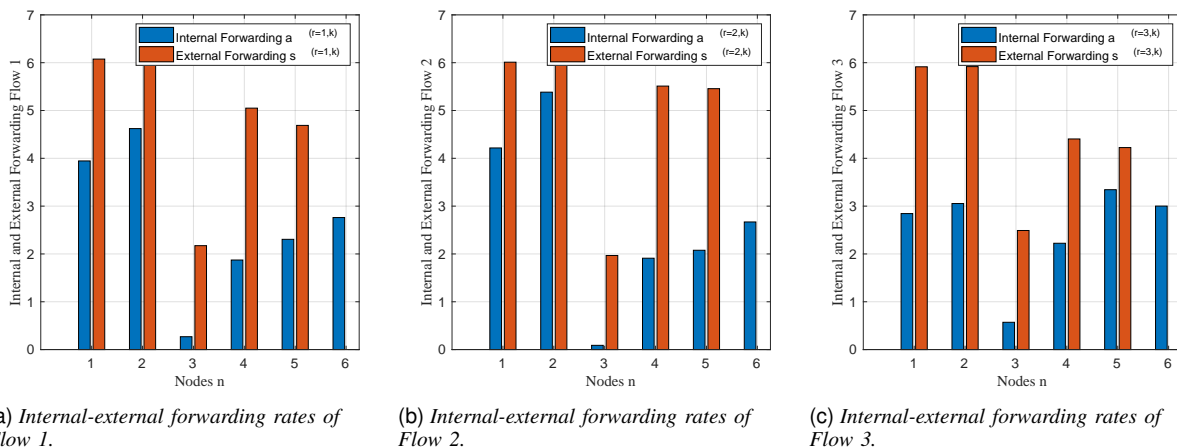 7
6
5
4
3
2
1
0
Internal and External Forwarding Flow 1
Internal Forwarding a (r=1,k)
External Forwarding s (r=1,k)
1 2 3 4 5 6
Nodes n
7
6
5
4
3
2
1
0
Internal and External Forwarding Flow 2
Internal Forwarding a (r=2,k)
External Forwarding s (r=2,k)
1 2 3 4 5 6
Nodes n
7
6
5
4
3
2
1
0
Internal and External Forwarding Flow 3
Internal Forwarding a (r=3,k)
External Forwarding s (r=3,k)
1 2 3 4 5 6
Nodes n
a) Internal-external forwarding rates of
low 1.
(b) Internal-external forwarding rates of
Flow 2.
(c) Internal-external forwarding rates of
Flow 3.